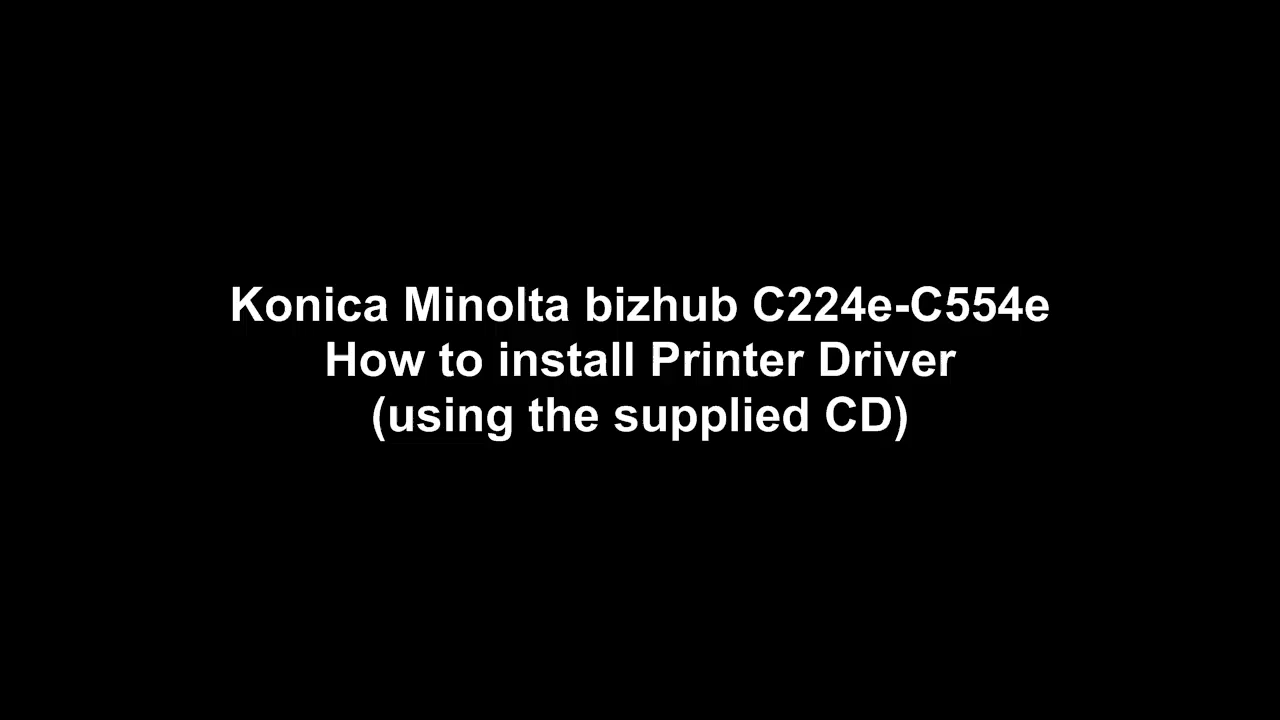 Konica Minolta bizhub C224e-C554e
How to install Printer Driver
(using the supplied CD)